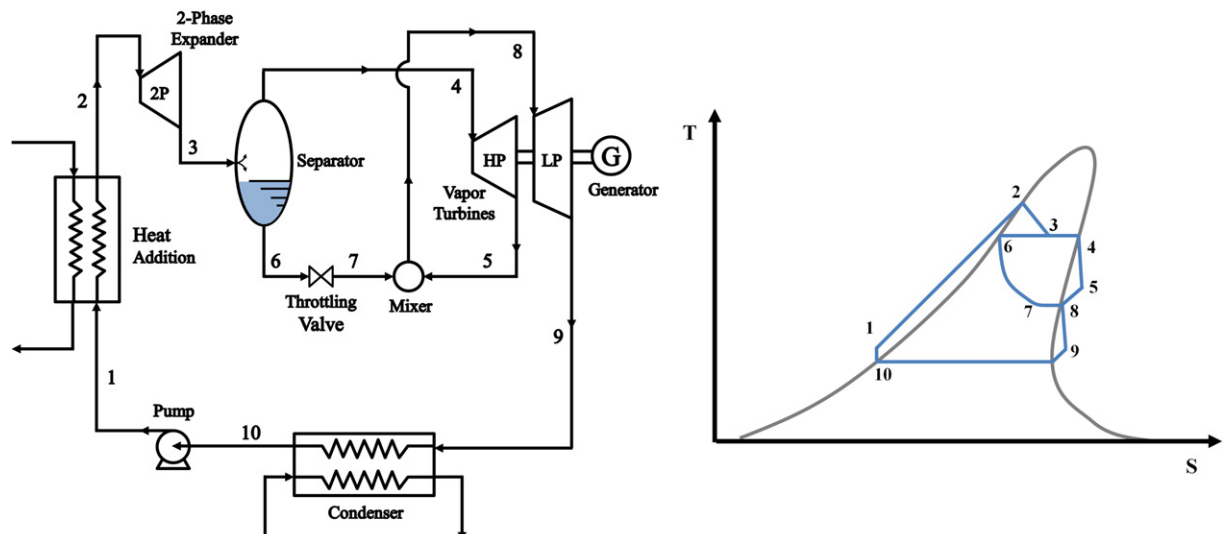 2-Phase
Expander
2
2P
3
Separator
4
8
HP
LP
G
Generator
Vapor
Turbines
Heat
Addition
6
7
5
Throttling
Valve
Mixer
9
1
Pump
10
Condenser
T
2
3
6
4
5
7
8
1
9
10
S